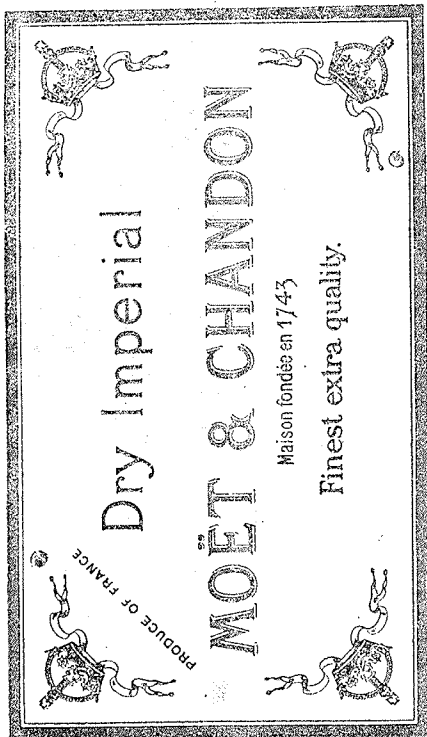 PRODUCE OF FRANCE
Dry Imperial
MOËT & CHANDON
Maison fondée en 1743
Finest extra quality.